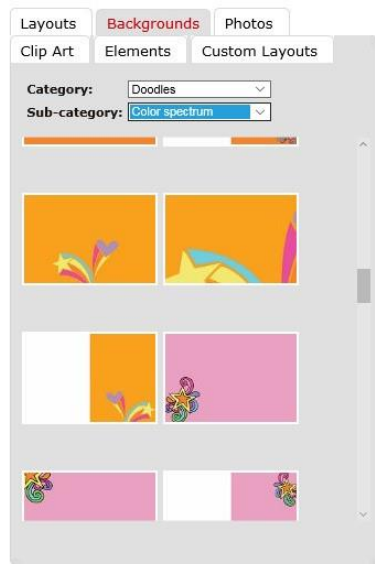 Layouts Backgrounds Photos
Clip Art Elements Custom Layouts
Category: Doodles
Sub-category: Color spectrum